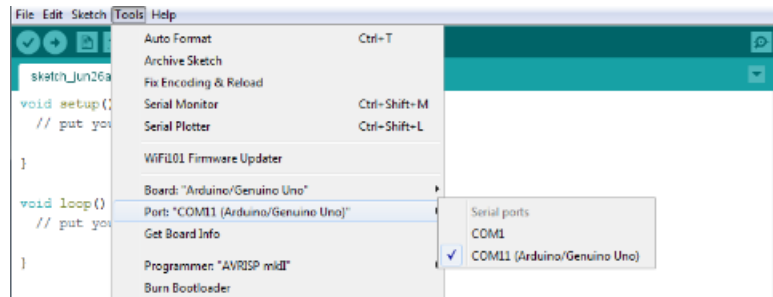 File Edit Sketch Tools Help
Auto Format Ctrl+T
Archive Sketch
sketch_jun26a
Fix Encoding & Reload
void setup()
Serial Monitor Ctrl+Shift+M
// put you
Serial Plotter Ctrl+Shift+L
}
WiFi101 Firmware Updater
Board: "Arduino/Genuino Uno"
void loop()
Port: "COM11 (Arduino/Genuino Uno)"
Serial ports
// put you
Get Board Info
COM1
COM11 (Arduino/Genuino Uno)
}
Programmer: "AVRISP mkII"
Burn Bootloader